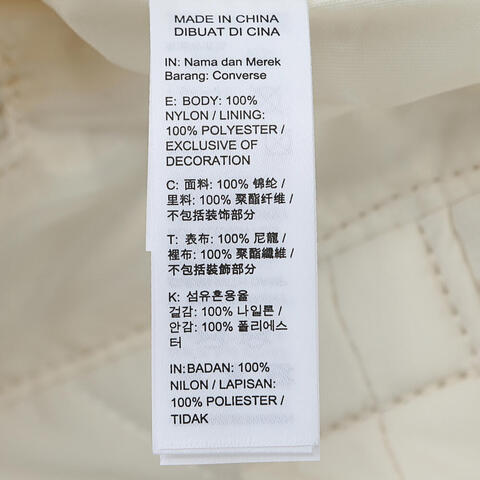 MADE IN CHINA
DIBUAT DI CINA
IN: Nama dan Merek
Barang: Converse
E: BODY: 100%
NYLON / LINING:
100% POLYESTER /
EXCLUSIVE OF
DECORATION
C: 面料: 100% 锦纶 /
里料: 100% 聚酯纤维 /
不包括装饰部分
T: 表布: 100% 尼龍 /
裡布: 100% 聚酯纖維 /
不包括裝飾部分
K: 섬유혼용율
겉감: 100% 나일론 /
안감: 100% 폴리에스
터
IN:BADAN: 100%
NILON / LAPISAN:
100% POLIESTER /
TIDAK